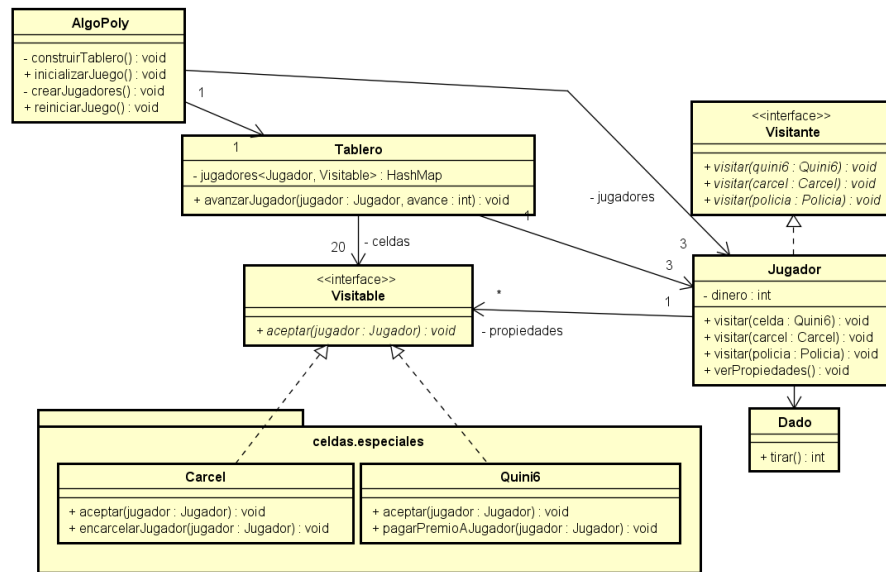 AlgoPoly
- construirTablero() : void
+ inicializarJuego() : void
- crearJugadores() : void
+ reiniciarJuego() : void
1
1
Tablero
- jugadores<Jugador, Visitable> : HashMap
+ avanzarJugador(jugador : Jugador, avance : int) : void
- jugadores
3
<<interface>>
Visitante
+ visitar(quini6 : Quini6) : void
+ visitar(carcel : Carcel) : void
+ visitar(policia : Policia) : void
1
3
20
- celdas
<<interface>>
Visitable
+ aceptar(jugador : Jugador) : void
*
- propiedades
1
Jugador
- dinero : int
+ visitar(celda : Quini6) : void
+ visitar(carcel : Carcel) : void
+ visitar(policia : Policia) : void
+ verPropiedades() : void
Dado
+ tirar() : int
celdas.especiales
Carcel
+ aceptar(jugador : Jugador) : void
+ encarcelarJugador(jugador : Jugador) : void
Quini6
+ aceptar(jugador : Jugador) : void
+ pagarPremioAJugador(jugador : Jugador) : void